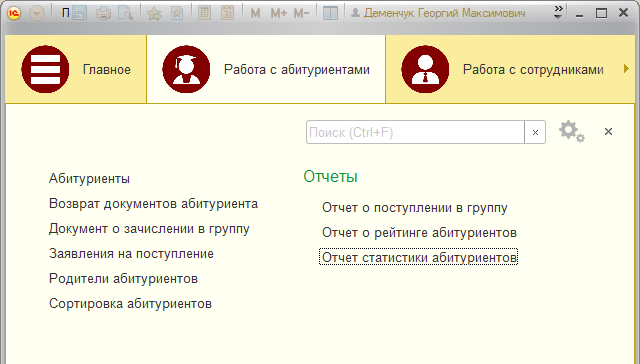 1С П M M+ M- Деменчук Георгий Максимович
Главное
Работа с абитуриентами
Работа с сотрудниками
Поиск (Ctrl+F)
Абитуриенты
Возврат документов абитуриента
Документ о зачислении в группу
Заявления на поступление
Родители абитуриентов
Сортировка абитуриентов
Отчеты
Отчет о поступлении в группу
Отчет о рейтинге абитуриентов
Отчет статистики абитуриентов